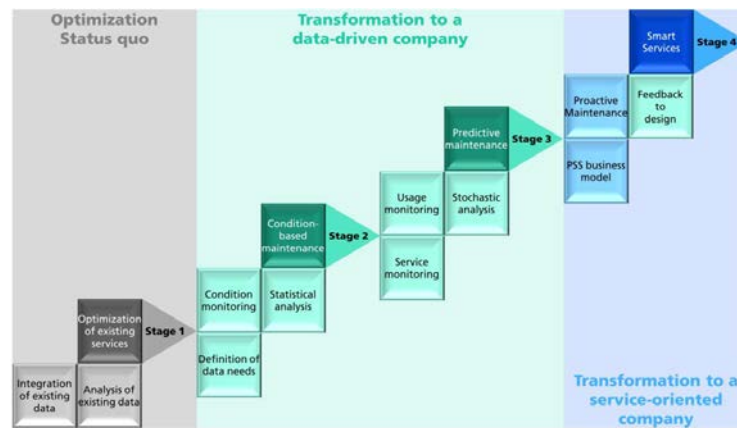 Optimization
Status quo
Transformation to a
data-driven company
Smart
Services
Stage 4
Proactive
Maintenance
Feedback
to
design
PSS business
model
Predictive
maintenance
Stage 3
Usage
monitoring
Stochastic
analysis
Service
monitoring
Condition-
based
maintenance
Stage 2
Condition
monitoring
Statistical
analysis
Definition of
data needs
Optimization
of existing
services
Stage 1
Integration
of existing
data
Analysis of
existing data
Transformation to a
service-oriented
company